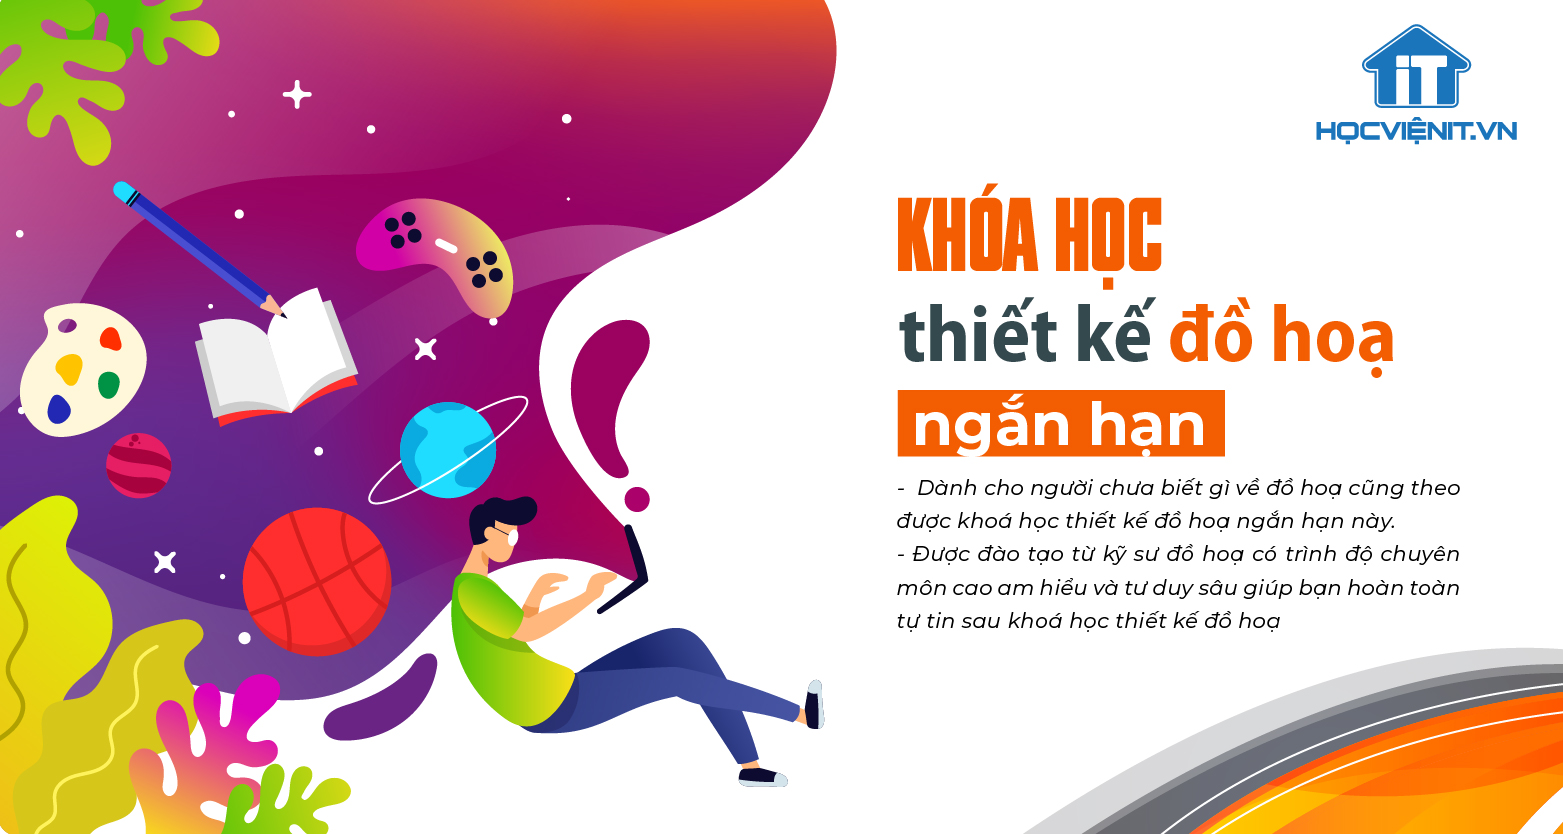 iT
HỌCVIỆNIT.VN
KHÓA HỌC
thiết kế đồ hoạ
ngắn hạn
- Dành cho người chưa biết gì về đồ hoạ cũng theo
được khoá học thiết kế đồ hoạ ngắn hạn này.
- Được đào tạo từ kỹ sư đồ hoạ có trình độ chuyên
môn cao am hiểu và tư duy sâu giúp bạn hoàn toàn
tự tin sau khoá học thiết kế đồ hoạ